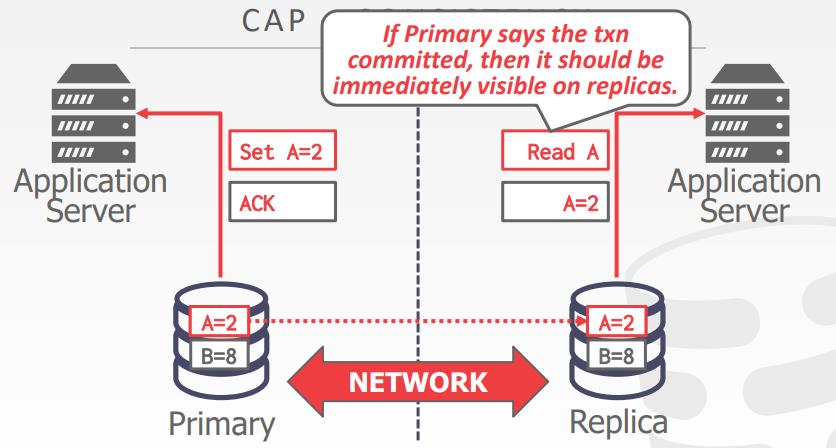 CAP
If Primary says the txn
committed, then it should be
immediately visible on replicas.
Set A=2
ACK
Read A
A=2
Application
Server
Application
Server
A=2
B=8
A=2
B=8
NETWORK
Primary
Replica